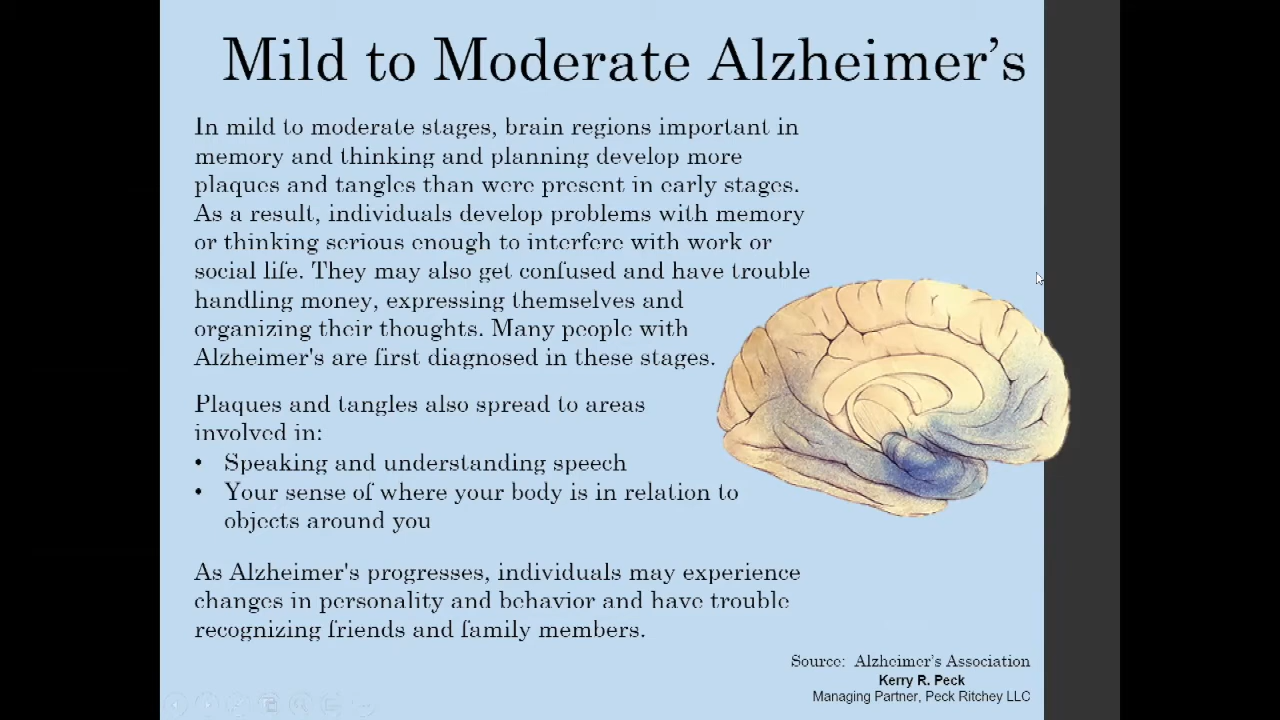 Mild to Moderate Alzheimer’s
In mild to moderate stages, brain regions important in
memory and thinking and planning develop more
plaques and tangles than were present in early stages.
As a result, individuals develop problems with memory
or thinking serious enough to interfere with work or
social life. They may also get confused and have trouble
handling money, expressing themselves and
organizing their thoughts. Many people with
Alzheimer's are first diagnosed in these stages.
Plaques and tangles also spread to areas
involved in:
• Speaking and understanding speech
• Your sense of where your body is in relation to
objects around you
As Alzheimer's progresses, individuals may experience
changes in personality and behavior and have trouble
recognizing friends and family members.
Source: Alzheimer’s Association
Kerry R. Peck
Managing Partner, Peck Ritchey LLC